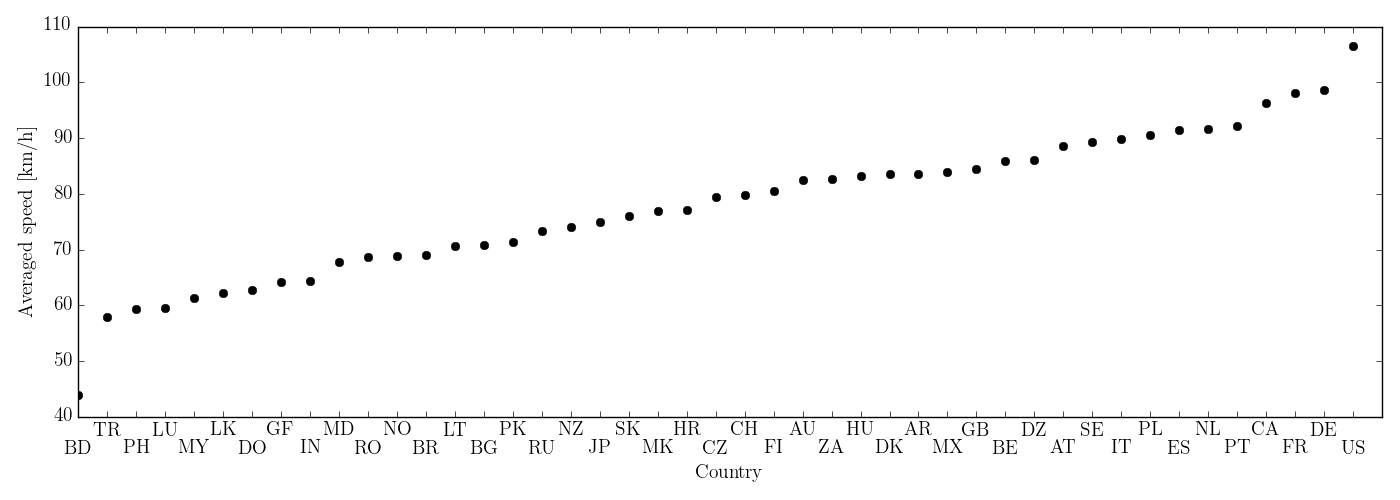 110
100
90
80
70
60
50
40
Averaged speed [km/h]
TR LU LK GF MD NO LT PK NZ SK HR CH AU HU AR GB DZ SE PL NL CA DE
BD PH MY DO IN RO BR BG RU JP MK CZ FI ZA DK MX BE AT IT ES PT FR US
Country